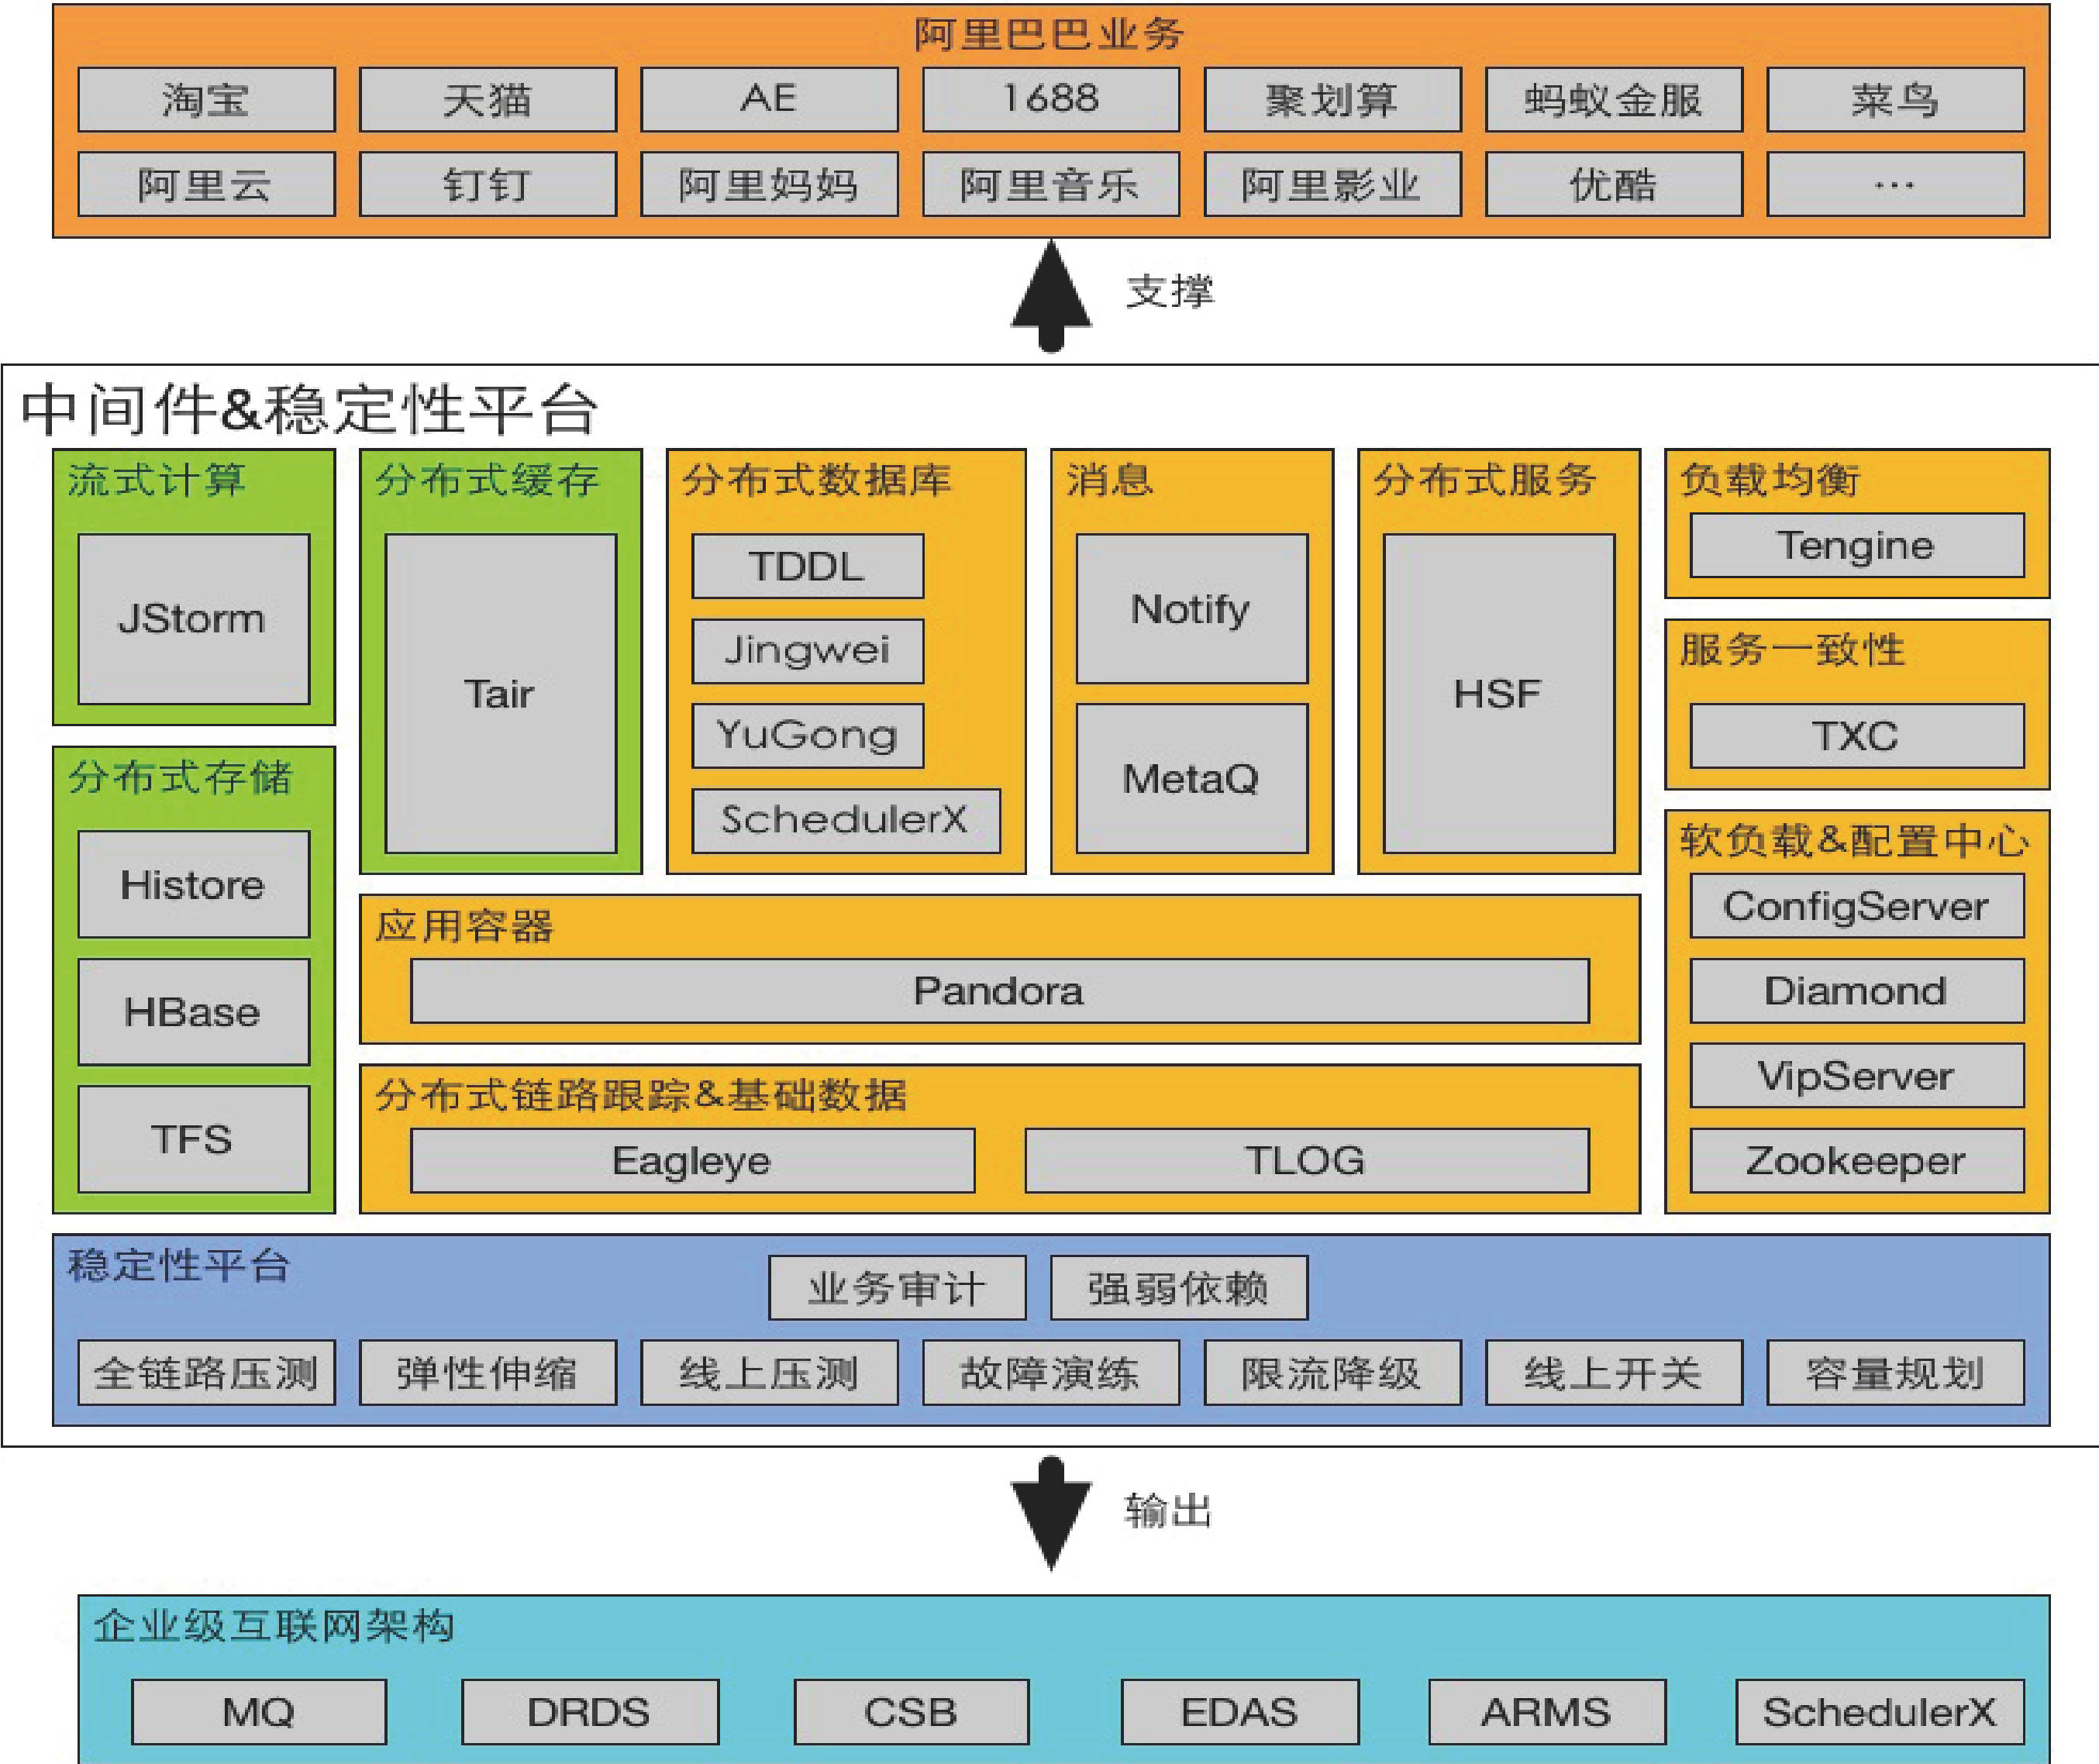 阿里巴巴业务
淘宝
天猫
AE
1688
聚划算
蚂蚁金服
菜鸟
阿里云
钉钉
阿里妈妈
阿里音乐
阿里影业
优酷
…
支撑
中间件&稳定性平台
流式计算
JStorm
分布式存储
Histore
HBase
TFS
分布式缓存
Tair
分布式数据库
TDDL
Jingwei
YuGong
SchedulerX
消息
Notify
MetaQ
分布式服务
HSF
应用容器
Pandora
分布式链路跟踪&基础数据
Eagleye
TLOG
负载均衡
Tengine
服务一致性
TXC
软负载&配置中心
ConfigServer
Diamond
VipServer
Zookeeper
稳定性平台
业务审计
强弱依赖
全链路压测
弹性伸缩
线上压测
故障演练
限流降级
线上开关
容量规划
输出
企业级互联网架构
MQ
DRDS
CSB
EDAS
ARMS
SchedulerX